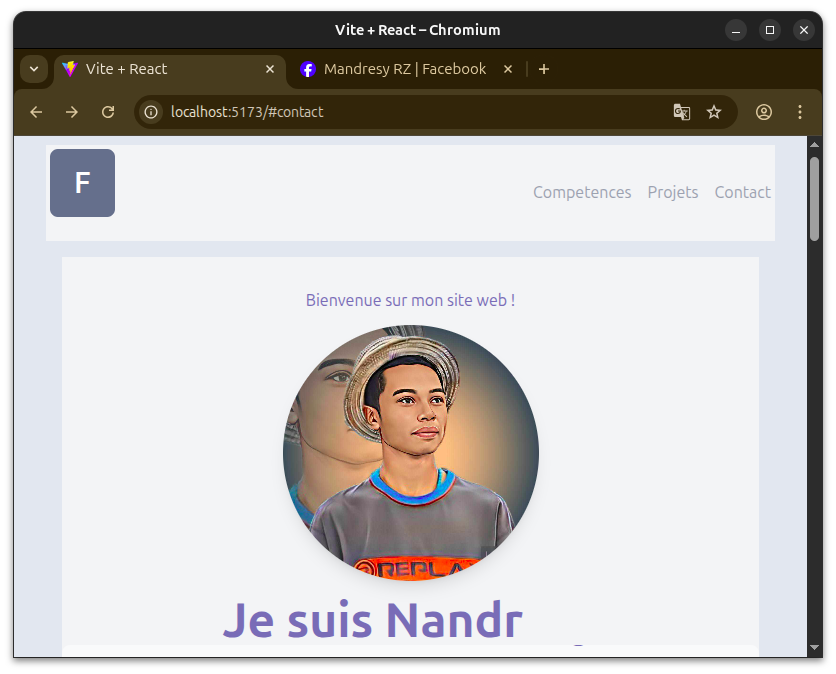 Vite + React – Chromium
Vite + React
Mandresy RZ | Facebook
localhost:5173/#contact
F
Competences Projets Contact
Bienvenue sur mon site web !
REPLA
Je suis Nandr